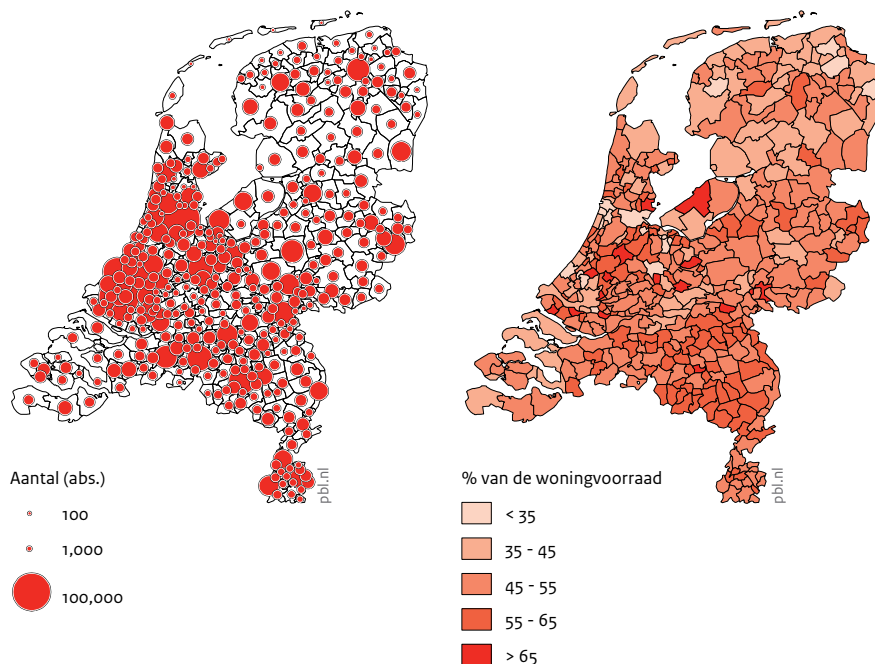 Aantal (abs.)
100
1,000
100,000
pbl.nl
% van de woningvoorraad
< 35
35 - 45
45 - 55
55 - 65
> 65
pbl.nl